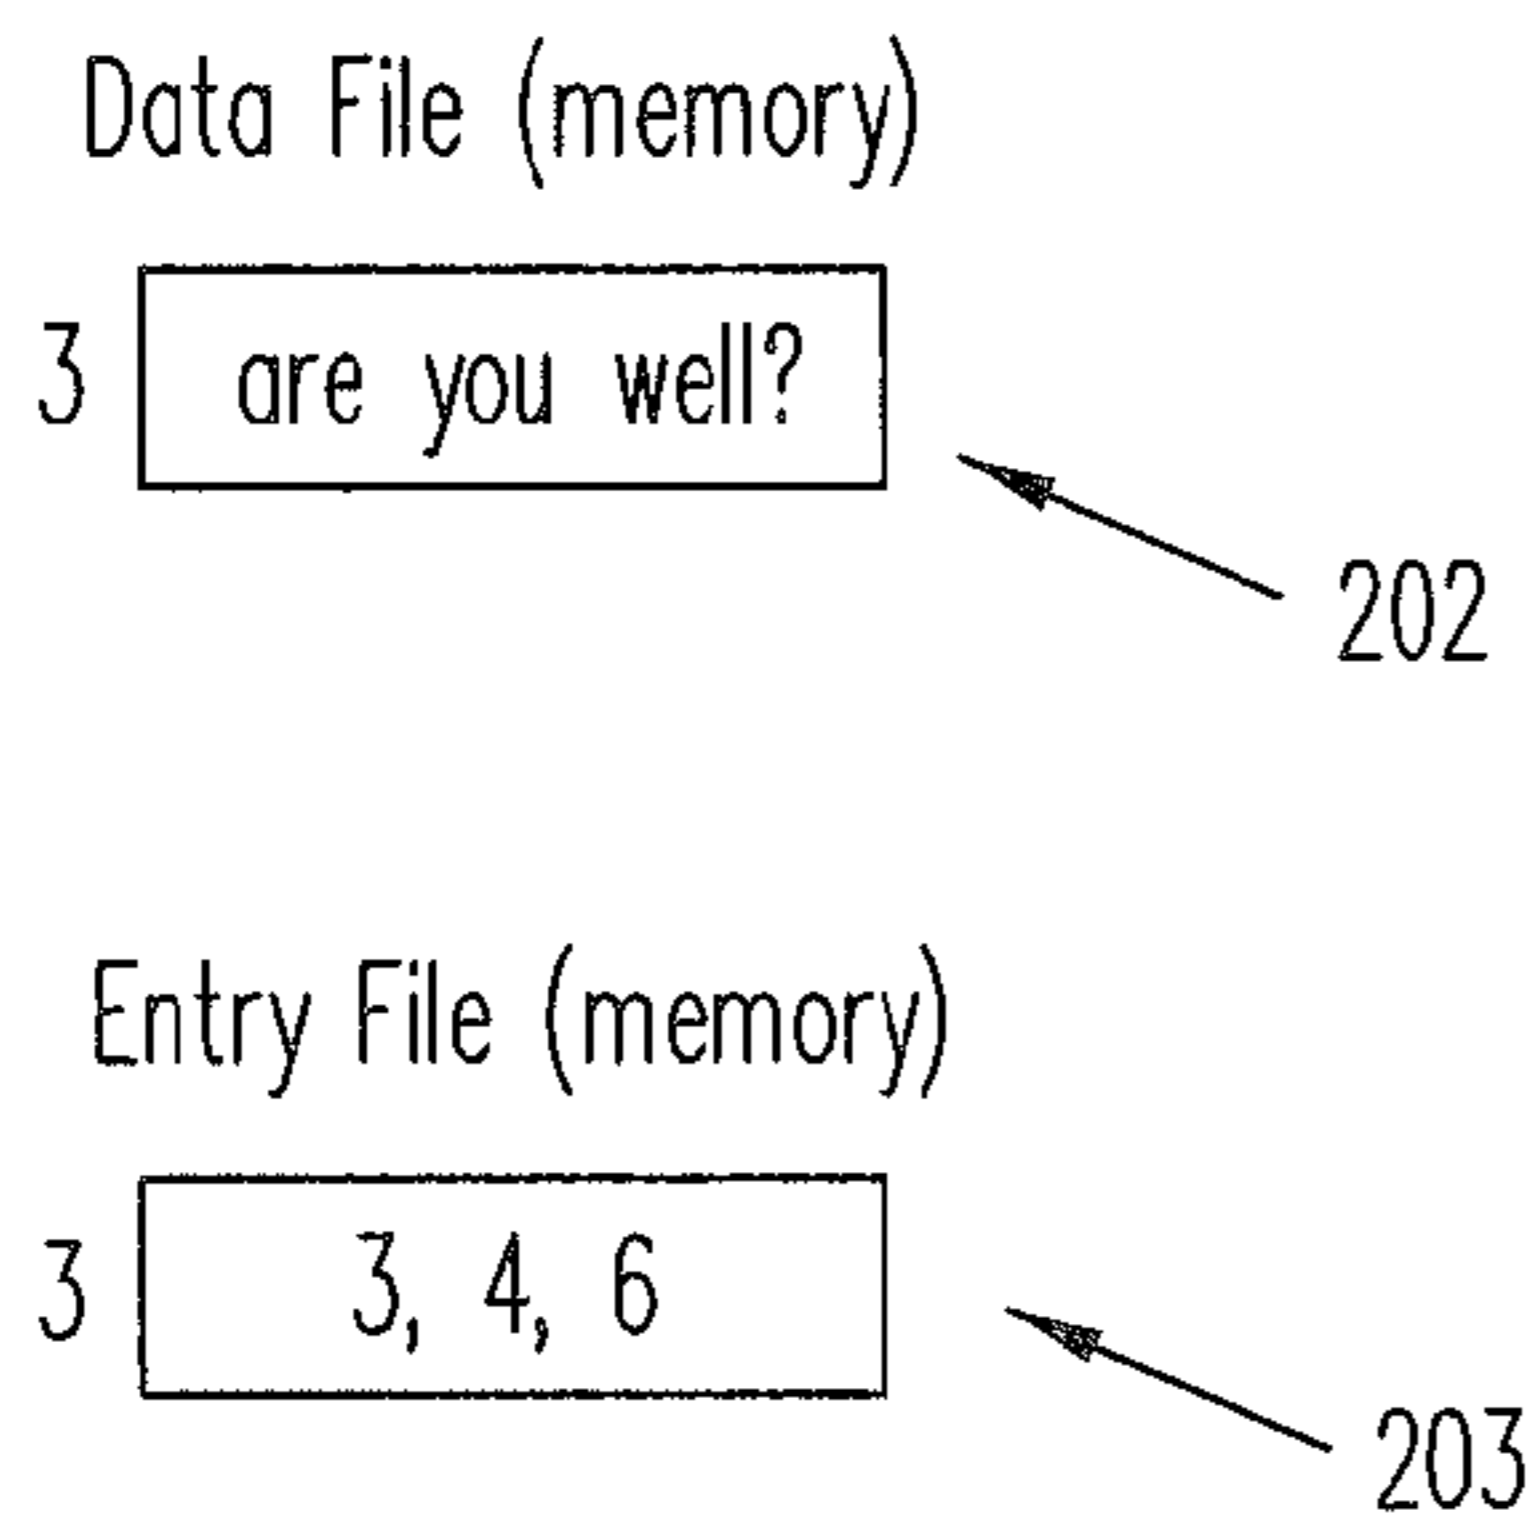 Data File (memory)
3 are you well?
202
Entry File (memory)
3 3, 4, 6
203